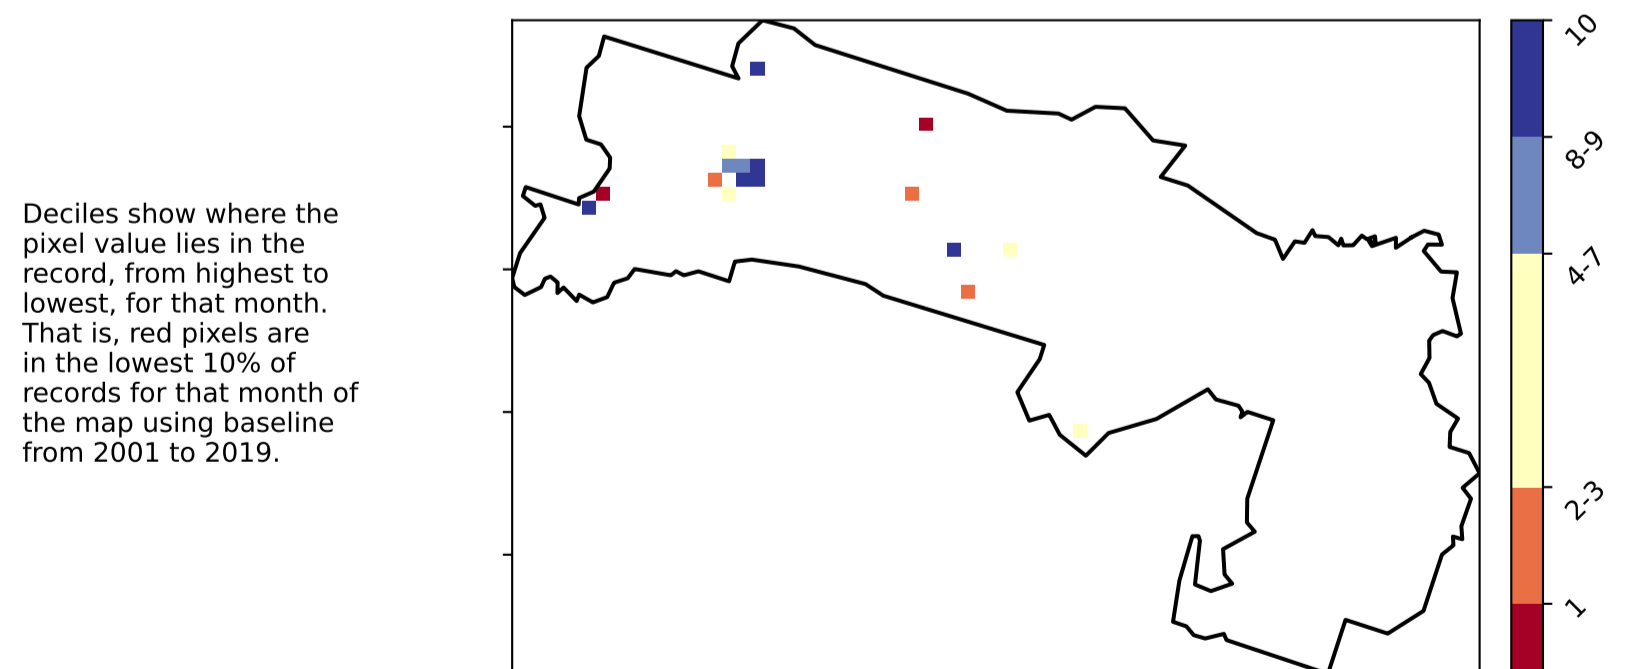 Deciles show where the
pixel value lies in the
record, from highest to
lowest, for that month.
That is, red pixels are
in the lowest 10% of
records for that month of
the map using baseline
from 2001 to 2019.
10
8-9
4-7
2-3
1